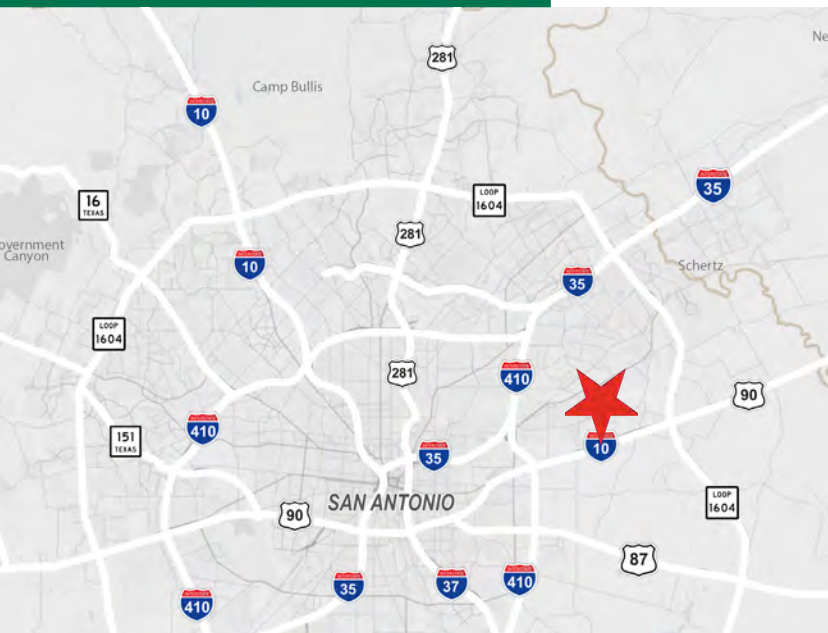 Ne
281
Camp Bullis
10
35
16
TEXAS
LOOP
1604
281
overnment
Canyon
10
Schertz
35
LOOP
1604
281
410
90
410
151
TEXAS
10
35
SAN ANTONIO
LOOP
1604
90
87
410
35
37
410